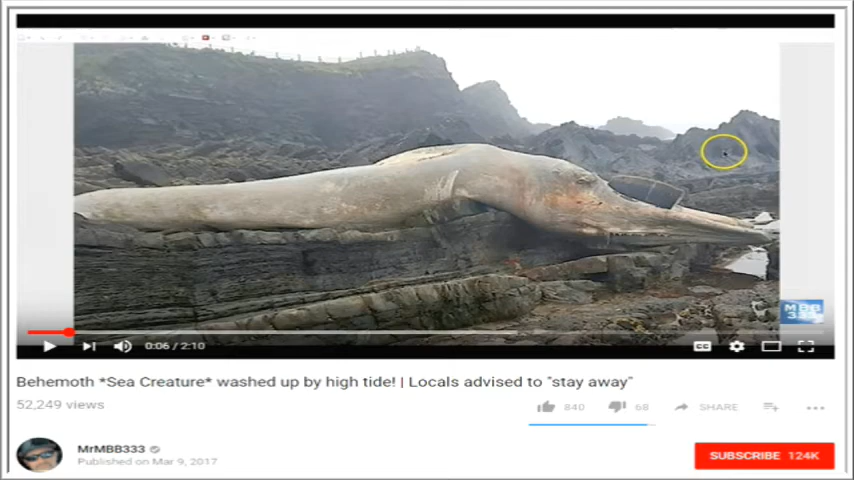 MBB
333
0:06 / 2:10
CC
Behemoth *Sea Creature* washed up by high tide! | Locals advised to "stay away"
52,249 views
840
68
SHARE
MrMBB333
Published on Mar 9, 2017
SUBSCRIBE 124K